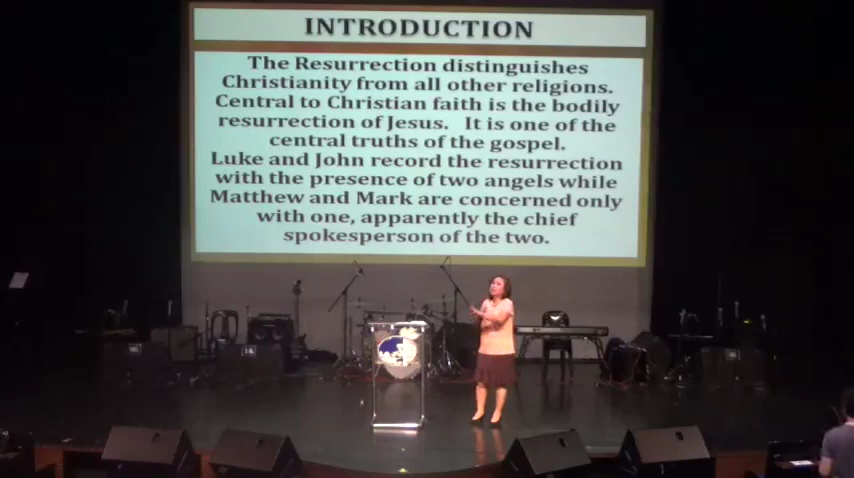 INTRODUCTION
The Resurrection distinguishes
Christianity from all other religions.
Central to Christian faith is the bodily
resurrection of Jesus. It is one of the
central truths of the gospel.
Luke and John record the resurrection
with the presence of two angels while
Matthew and Mark are concerned only
with one, apparently the chief
spokesperson of the two.